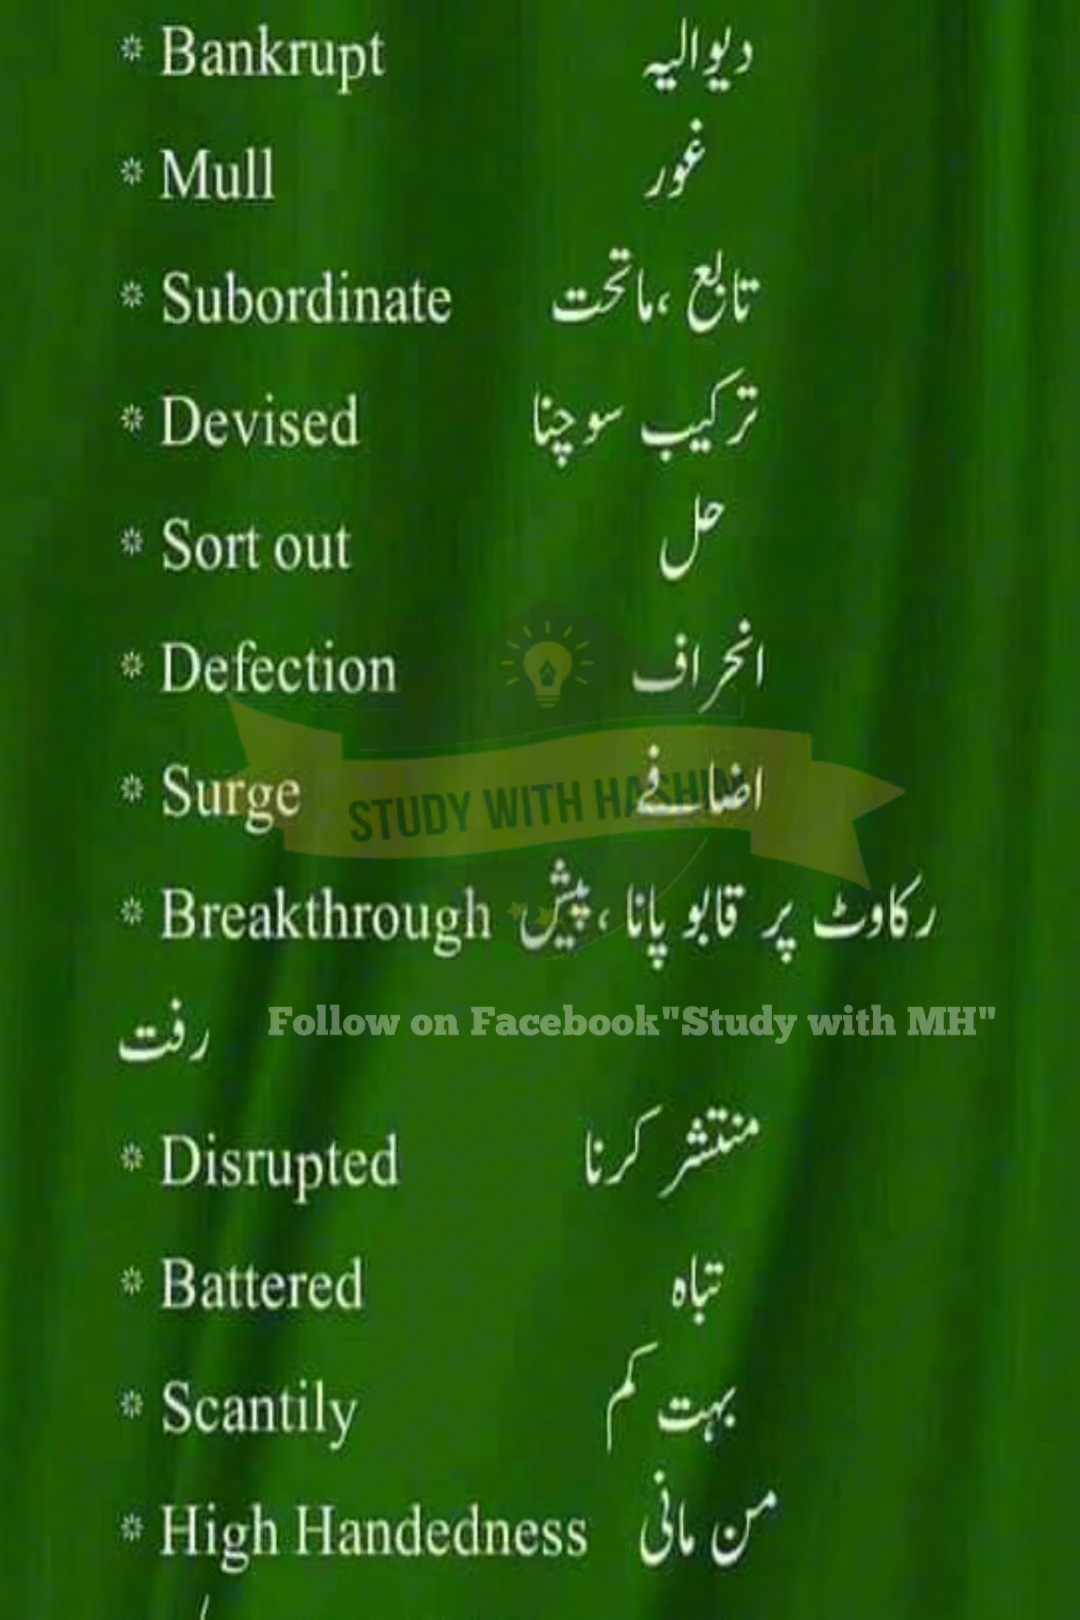 * Bankrupt دیوالیہ
* Mull غور
* Subordinate تابع ،ماتحت
* Devised ترکیب سوچنا
* Sort out حل
* Defection انحراف
* Surge اضافے
STUDY WITH HASHIM
* Breakthrough رکاوٹ پر قابو پانا ، پیش
رفت
Follow on Facebook"Study with MH"
* Disrupted منتشر کرنا
* Battered تباہ
* Scantily بہت کم
* High Handedness من مانی